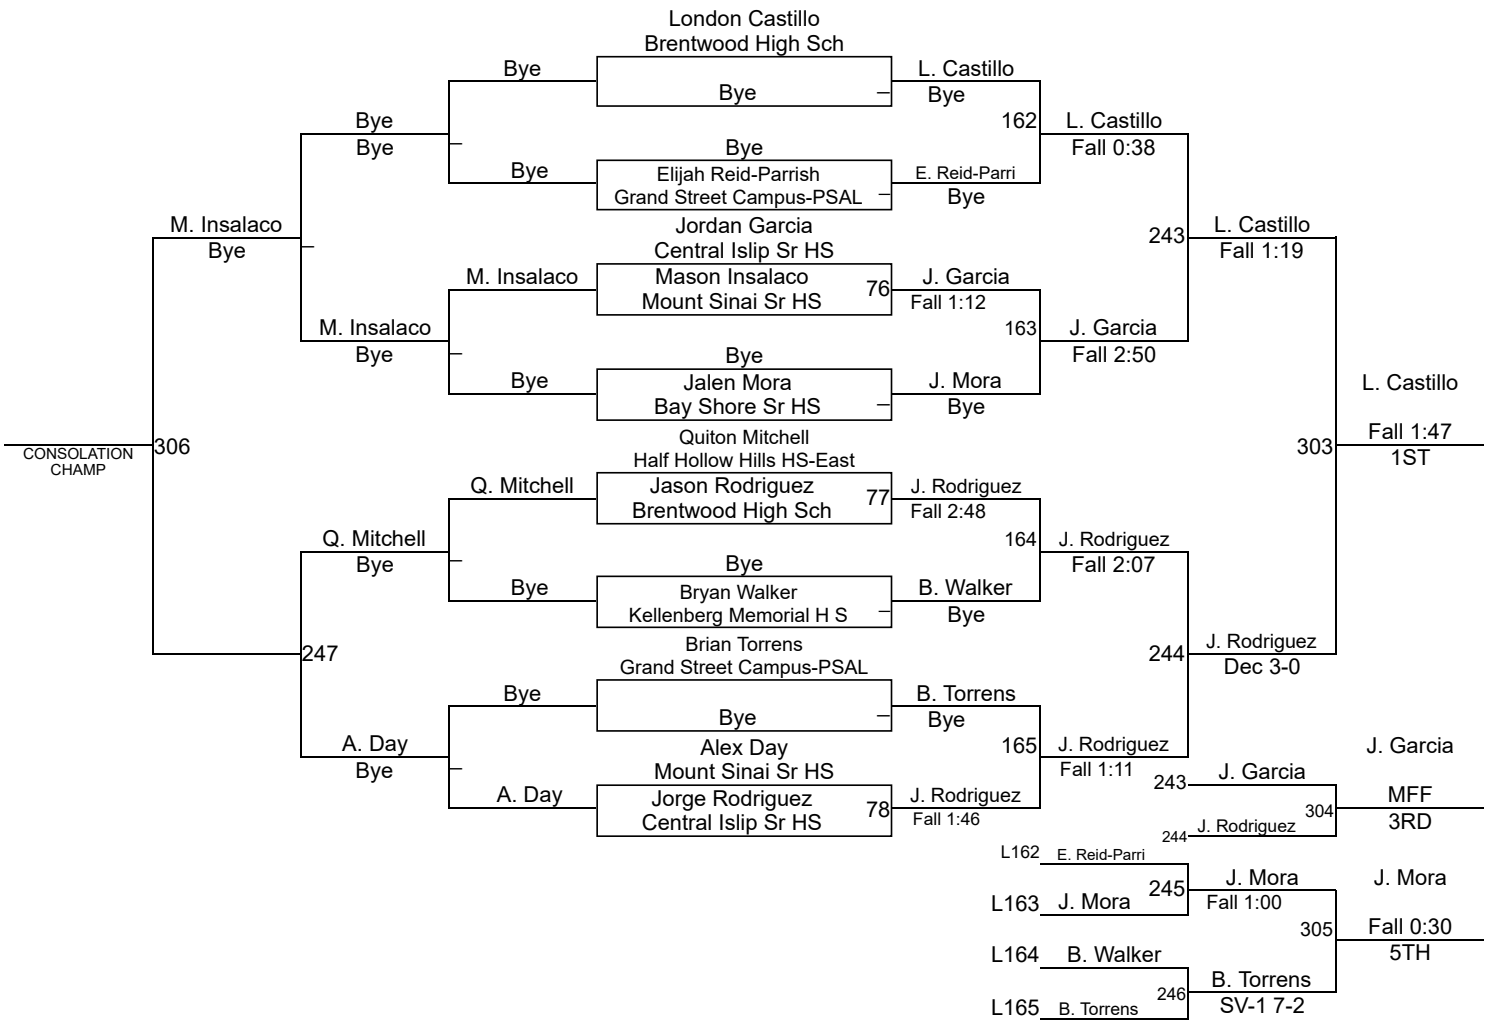 London Castillo
Brentwood High Sch
Bye
L. Castillo
Bye
Bye
Bye
162
L. Castillo
Bye
Bye
Fall 0:38
Bye
Bye
Elijah Reid-Parrish
Grand Street Campus-PSAL
E. Reid-Parri
Bye
M. Insalaco
Bye
Jordan Garcia
Central Islip Sr HS
243
L. Castillo
Fall 1:19
M. Insalaco
Mason Insalaco
Mount Sinai Sr HS
76
J. Garcia
Fall 1:12
M. Insalaco
Bye
163
J. Garcia
Fall 2:50
Bye
Bye
Jalen Mora
Bay Shore Sr HS
J. Mora
Bye
L. Castillo
CONSOLATION
CHAMP
306
Quiton Mitchell
Half Hollow Hills HS-East
303
Fall 1:47
1ST
Q. Mitchell
Jason Rodriguez
Brentwood High Sch
77
J. Rodriguez
Fall 2:48
Q. Mitchell
Bye
164
J. Rodriguez
Fall 2:07
Bye
Bye
Bryan Walker
Kellenberg Memorial H S
B. Walker
Bye
247
Brian Torrens
Grand Street Campus-PSAL
244
J. Rodriguez
Dec 3-0
Bye
Bye
B. Torrens
Bye
A. Day
Bye
Alex Day
Mount Sinai Sr HS
165
J. Rodriguez
Fall 1:11
J. Garcia
A. Day
Jorge Rodriguez
Central Islip Sr HS
78
J. Rodriguez
Fall 1:46
243
J. Garcia
304
MFF
3RD
244
J. Rodriguez
L162
E. Reid-Parri
245
J. Mora
Fall 1:00
J. Mora
L163
J. Mora
305
Fall 0:30
5TH
L164
B. Walker
246
B. Torrens
SV-1 7-2
L165
B. Torrens